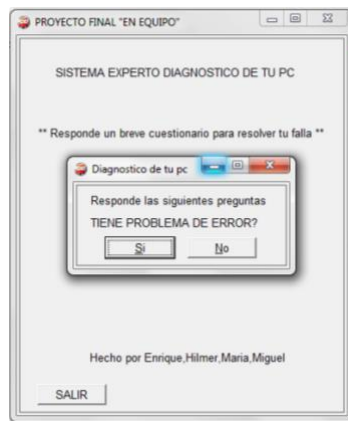 PROYECTO FINAL "EN EQUIPO"
SISTEMA EXPERTO DIAGNOSTICO DE TU PC
** Responde un breve cuestionario para resolver tu falla **
Diagnostico de tu pc
Responde las siguientes preguntas
TIENE PROBLEMA DE ERROR?
Si
No
Hecho por Enrique,Hilmer,Maria,Miguel
SALIR